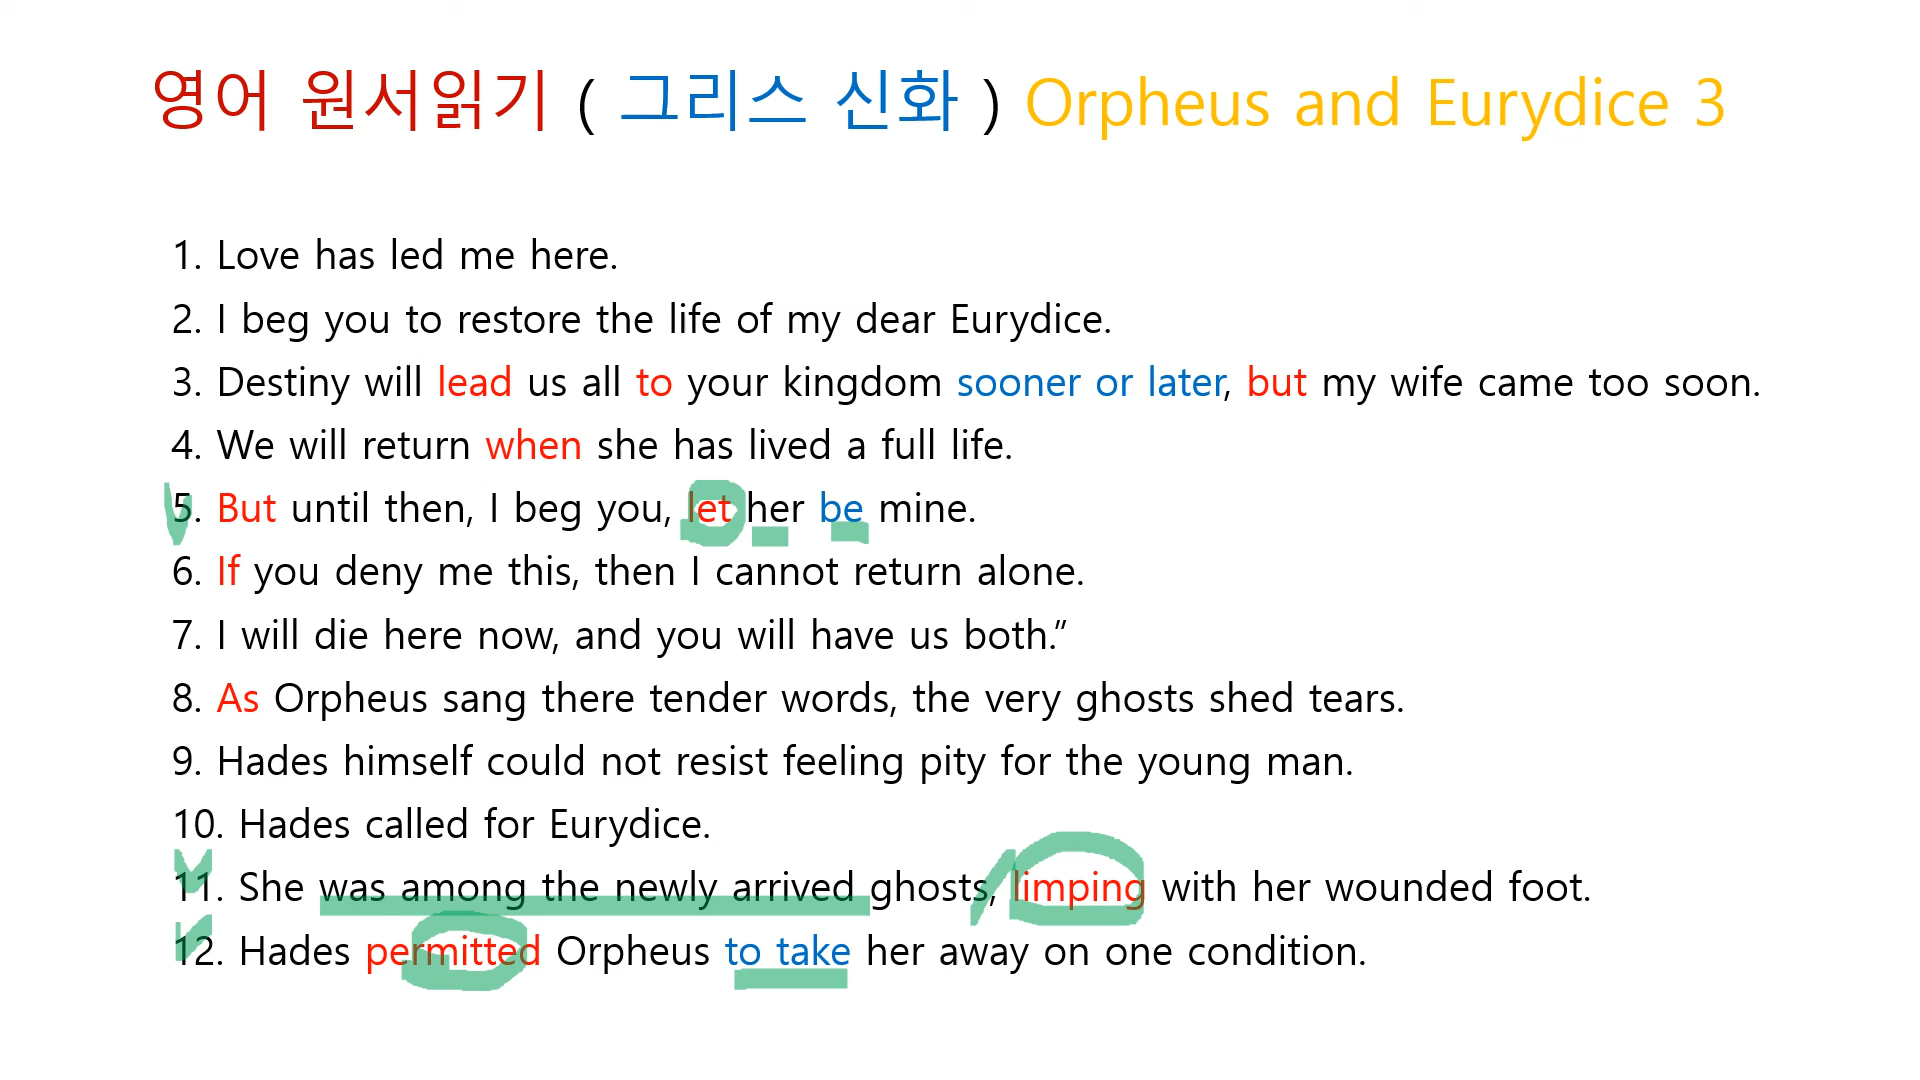 영어 원서읽기 ( 그리스 신화 ) Orpheus and Eurydice 3
1. Love has led me here.
2. I beg you to restore the life of my dear Eurydice.
3. Destiny will lead us all to your kingdom sooner or later, but my wife came too soon.
4. We will return when she has lived a full life.
5. But until then, I beg you, let her be mine.
6. If you deny me this, then I cannot return alone.
7. I will die here now, and you will have us both.”
8. As Orpheus sang there tender words, the very ghosts shed tears.
9. Hades himself could not resist feeling pity for the young man.
10. Hades called for Eurydice.
11. She was among the newly arrived ghosts, limping with her wounded foot.
12. Hades permitted Orpheus to take her away on one condition.